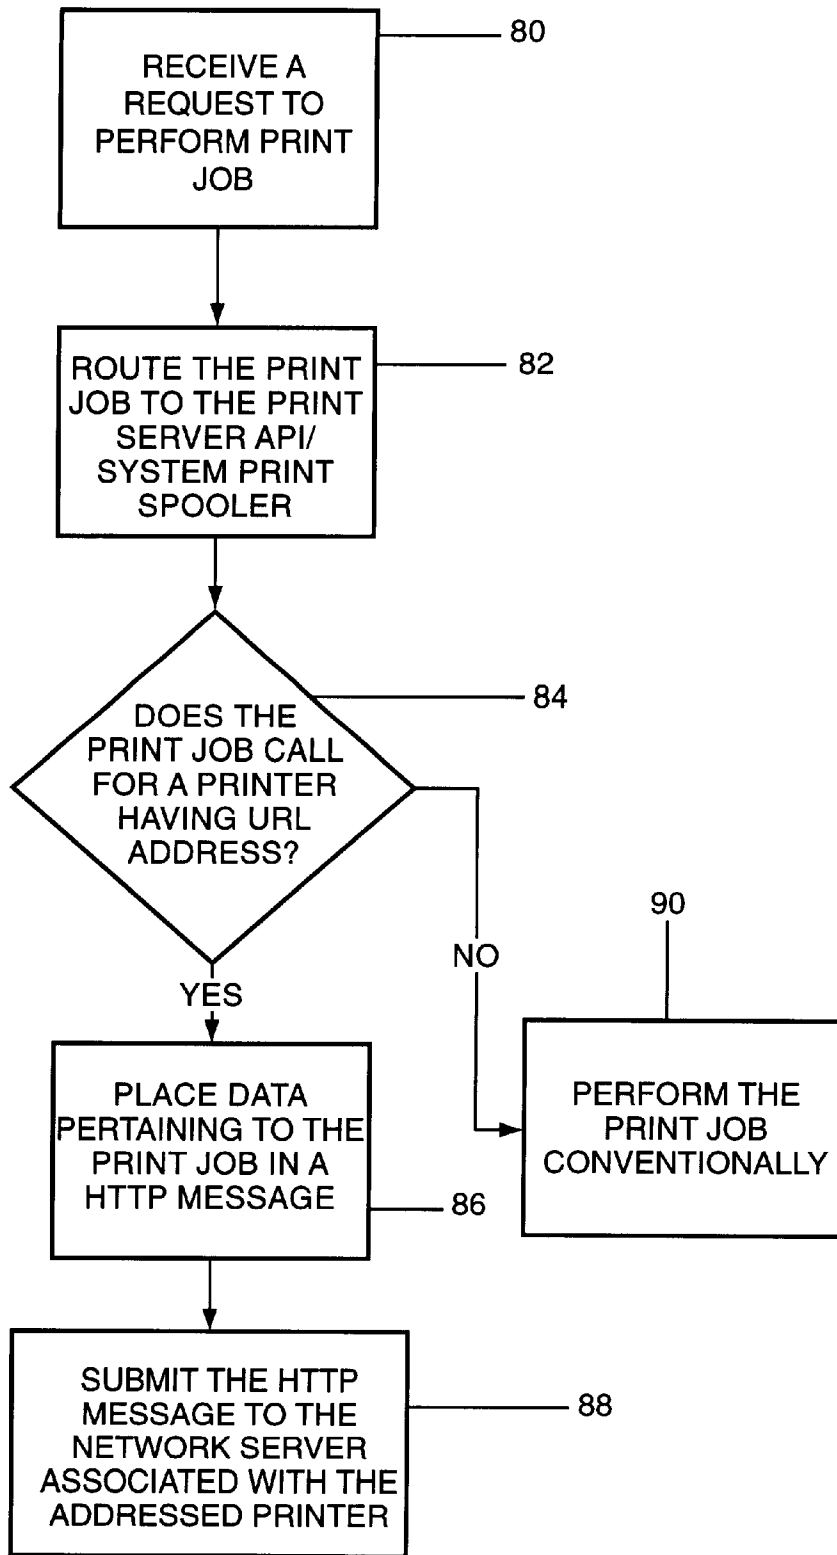 80
RECEIVE A
REQUEST TO
PERFORM PRINT
JOB
82
ROUTE THE PRINT
JOB TO THE PRINT
SERVER API/
SYSTEM PRINT
SPOOLER
84
DOES THE
PRINT JOB CALL
FOR A PRINTER
HAVING URL
ADDRESS?
YES
NO
90
PLACE DATA
PERTAINING TO THE
PRINT JOB IN A
HTTP MESSAGE
86
PERFORM THE
PRINT JOB
CONVENTIONALLY
SUBMIT THE HTTP
MESSAGE TO THE
NETWORK SERVER
ASSOCIATED WITH THE
ADDRESSED PRINTER
88